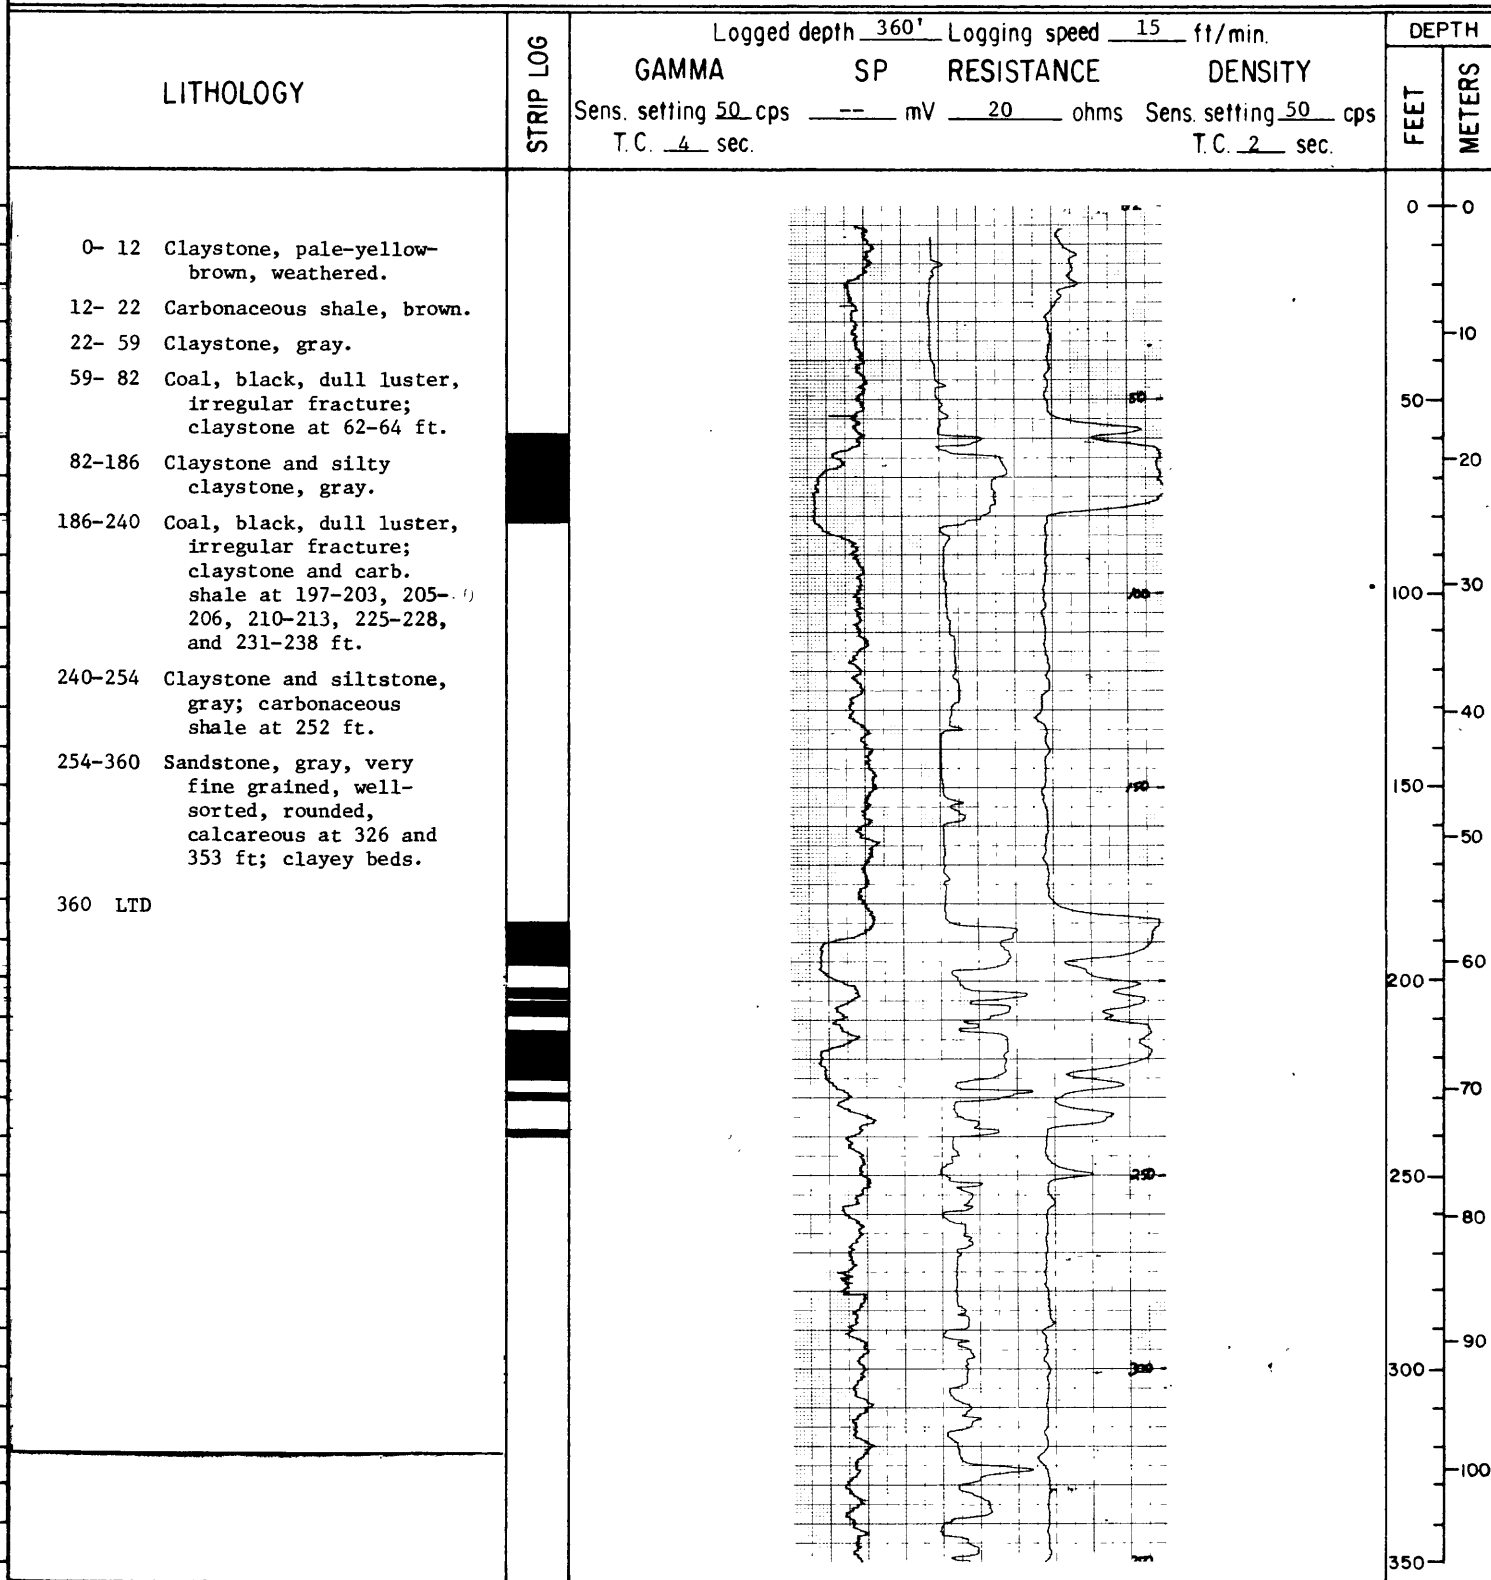 LITHOLOGY
STRIP LOG
Logged depth 360' Logging speed 15 ft/min.
GAMMA SP RESISTANCE DENSITY
Sens. setting 50 cps -- mV 20 ohms Sens. setting 50 cps
T.C. 4 sec. T.C. 2 sec.
DEPTH
FEET
METERS
0- 12 Claystone, pale-yellow-
brown, weathered.
12- 22 Carbonaceous shale, brown.
22- 59 Claystone, gray.
59- 82 Coal, black, dull luster,
irregular fracture;
claystone at 62-64 ft.
82-186 Claystone and silty
claystone, gray.
186-240 Coal, black, dull luster,
irregular fracture;
claystone and carb.
shale at 197-203, 205-
206, 210-213, 225-228,
and 231-238 ft.
240-254 Claystone and siltstone,
gray; carbonaceous
shale at 252 ft.
254-360 Sandstone, gray, very
fine grained, well-
sorted, rounded,
calcareous at 326 and
353 ft; clayey beds.
360 LTD
50
100
150
250
300
0
50
100
150
200
250
300
350
0
10
20
30
40
50
60
70
80
90
100